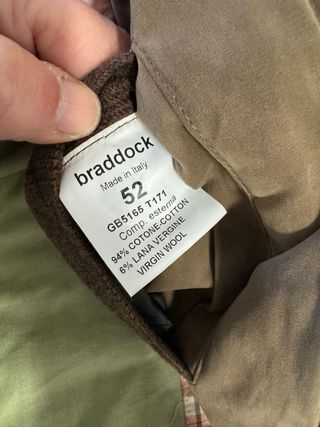 braddock
Made in Italy
52
GB5165 T171
Comp. esterna
94% COTONE-COTTON
6% LANA VERGINE
VIRGIN WOOL